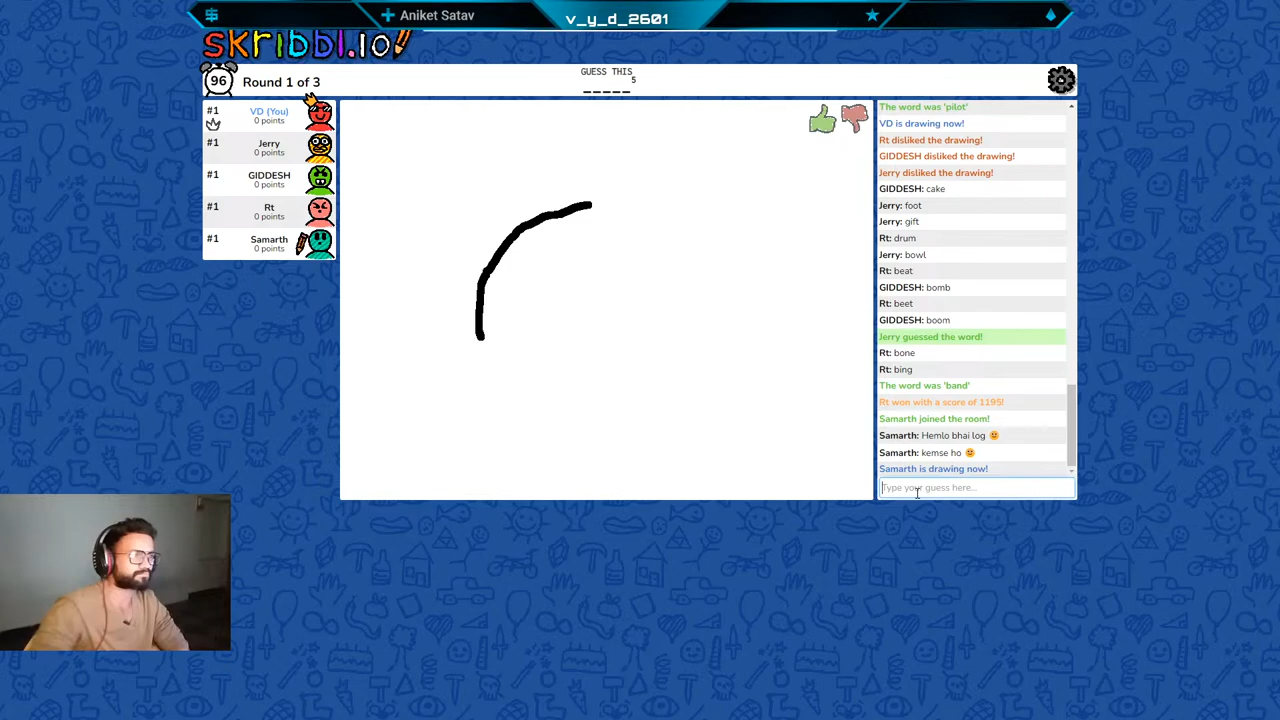 Aniket Satav
v_y_d_2601
skribbl.io
96
Round 1 of 3
GUESS THIS
5
_____
#1
VD (You)
0 points
#1
Jerry
0 points
#1
GIDDESH
0 points
#1
Rt
0 points
#1
Samarth
0 points
The word was 'pilot'
VD is drawing now!
Rt disliked the drawing!
GIDDESH disliked the drawing!
Jerry disliked the drawing!
GIDDESH: cake
Jerry: foot
Jerry: gift
Rt: drum
Jerry: bowl
Rt: beat
GIDDESH: bomb
Rt: beet
GIDDESH: boom
Jerry guessed the word!
Rt: bone
Rt: bing
The word was 'band'
Rt won with a score of 1195!
Samarth joined the room!
Samarth: Hemlo bhai log
Samarth: kemse ho
Samarth is drawing now!
Type your guess here...